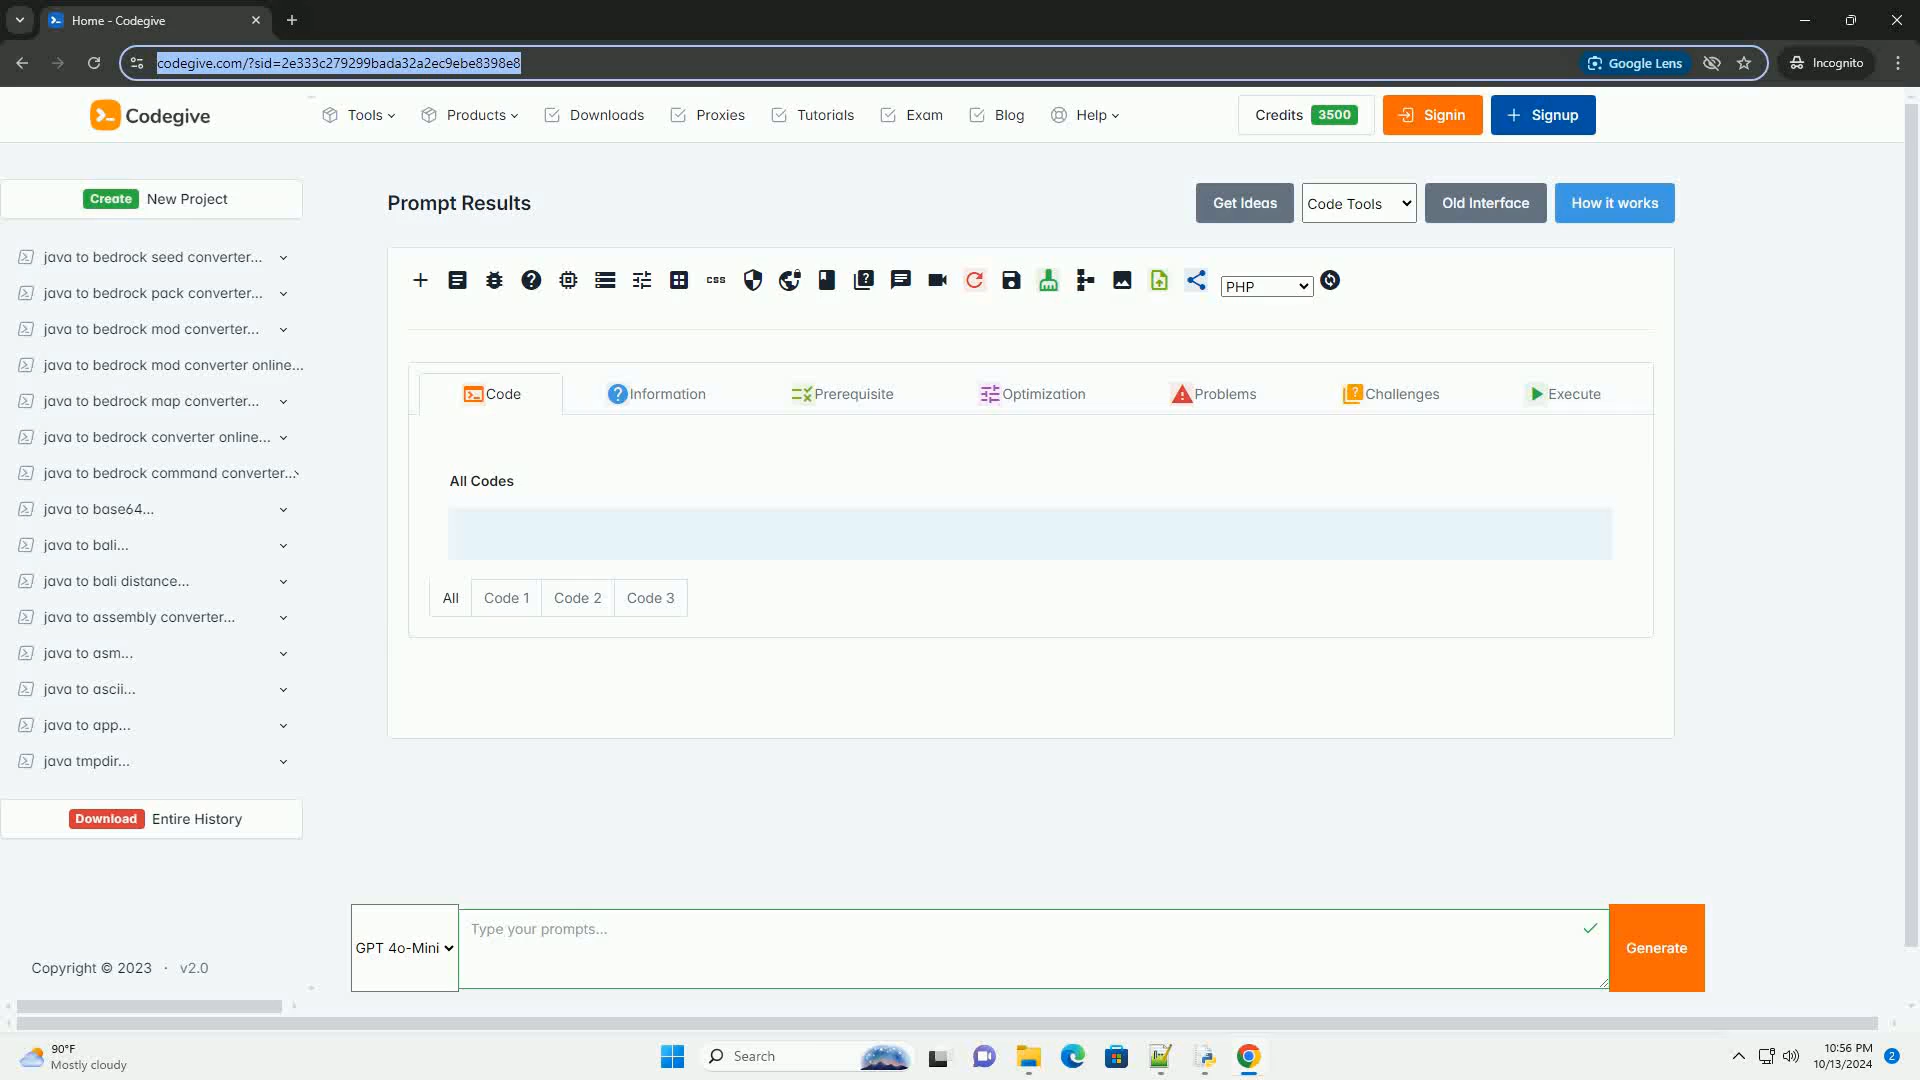 Home - Codegive
codegive.com/?sid=2e333c279299bada32a2ec9ebe8398e8
Google Lens
Incognito
Codegive
Tools
Products
Downloads
Proxies
Tutorials
Exam
Blog
Help
Credits 3500
Signin
Signup
Create New Project
Prompt Results
Get Ideas
Code Tools
Old Interface
How it works
java to bedrock seed converter...
java to bedrock pack converter...
java to bedrock mod converter...
java to bedrock mod converter online...
java to bedrock map converter...
java to bedrock converter online...
java to bedrock command converter...
java to base64...
java to bali...
java to bali distance...
java to assembly converter...
java to asm...
java to ascii...
java to app...
java tmpdir...
Download Entire History
Copyright © 2023 · v2.0
css
PHP
Code
Information
Prerequisite
Optimization
Problems
Challenges
Execute
All Codes
All
Code 1
Code 2
Code 3
GPT 4o-Mini
Type your prompts...
Generate
90°F
Mostly cloudy
Search
10:56 PM
10/13/2024
2